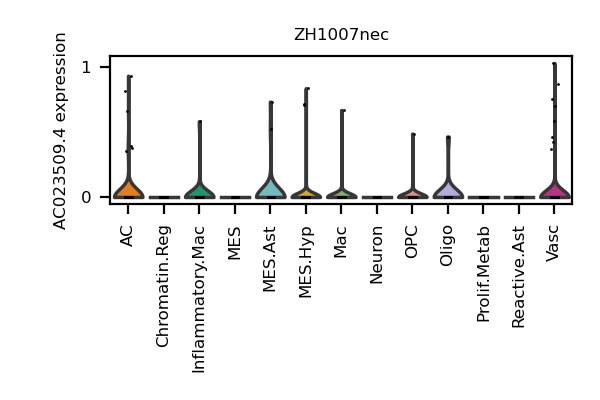 ZH1007nec
AC023509.4 expression
1
0
AC
Chromatin.Reg
Inflammatory.Mac
MES
MES.Ast
MES.Hyp
Mac
Neuron
OPC
Oligo
Prolif.Metab
Reactive.Ast
Vasc